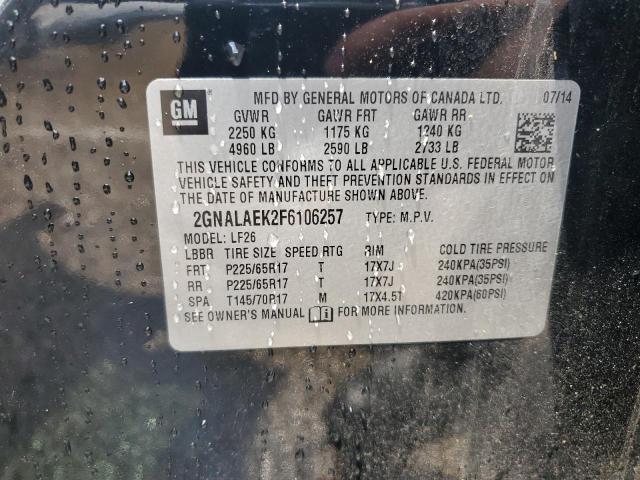 GM
MFD BY GENERAL MOTORS OF CANADA LTD. 07/14
GVWR GAWR FRT GAWR RR
2250 KG 1175 KG 1240 KG
4960 LB 2590 LB 2733 LB
THIS VEHICLE CONFORMS TO ALL APPLICABLE U.S. FEDERAL MOTOR
VEHICLE SAFETY AND THEFT PREVENTION STANDARDS IN EFFECT ON
THE DATE OF MANUFACTURE SHOWN ABOVE.
2GNALAEK2F6106257 TYPE: M.P.V.
MODEL: LF26
LBBR TIRE SIZE SPEED RTG RIM COLD TIRE PRESSURE
FRT P225/65R17 T 17X7J 240KPA(35PSI)
RR P225/65R17 T 17X7J 240KPA(35PSI)
SPA T145/70R17 M 17X4.5T 420KPA(60PSI)
SEE OWNER'S MANUAL FOR MORE INFORMATION.